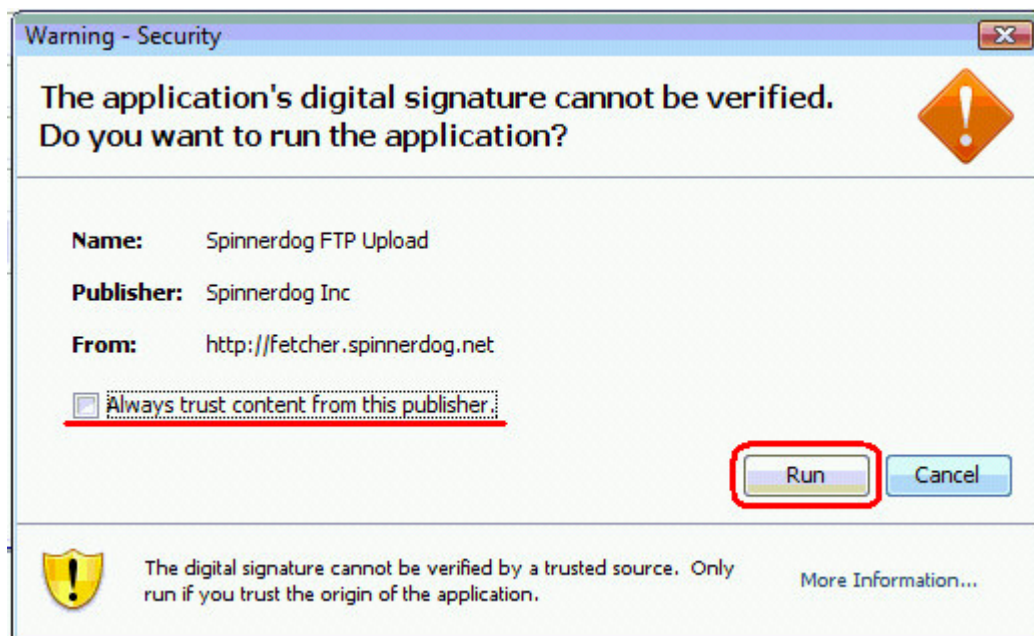 Warning - Security
The application's digital signature cannot be verified.
Do you want to run the application?
Name: Spinnerdog FTP Upload
Publisher: Spinnerdog Inc
From: http://fetcher.spinnerdog.net
Always trust content from this publisher.
Run Cancel
The digital signature cannot be verified by a trusted source. Only
run if you trust the origin of the application.
More Information...